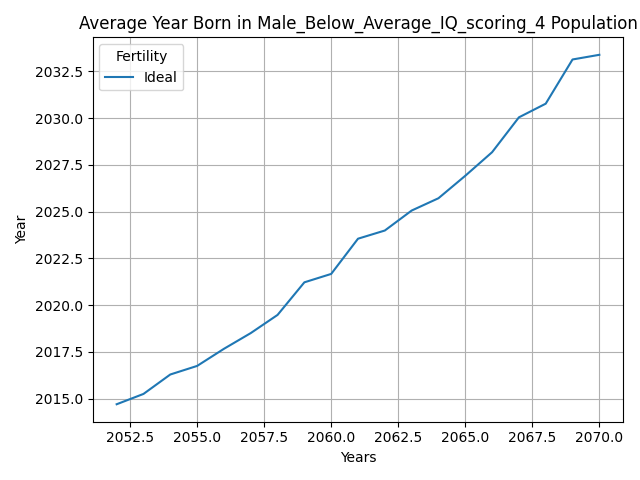 Average Year Born in Male_Below_Average_IQ_scoring_4 Population
Fertility
Ideal
2032.5
2030.0
2027.5
2025.0
2022.5
2020.0
2017.5
2015.0
Year
2052.5 2055.0 2057.5 2060.0 2062.5 2065.0 2067.5 2070.0
Years